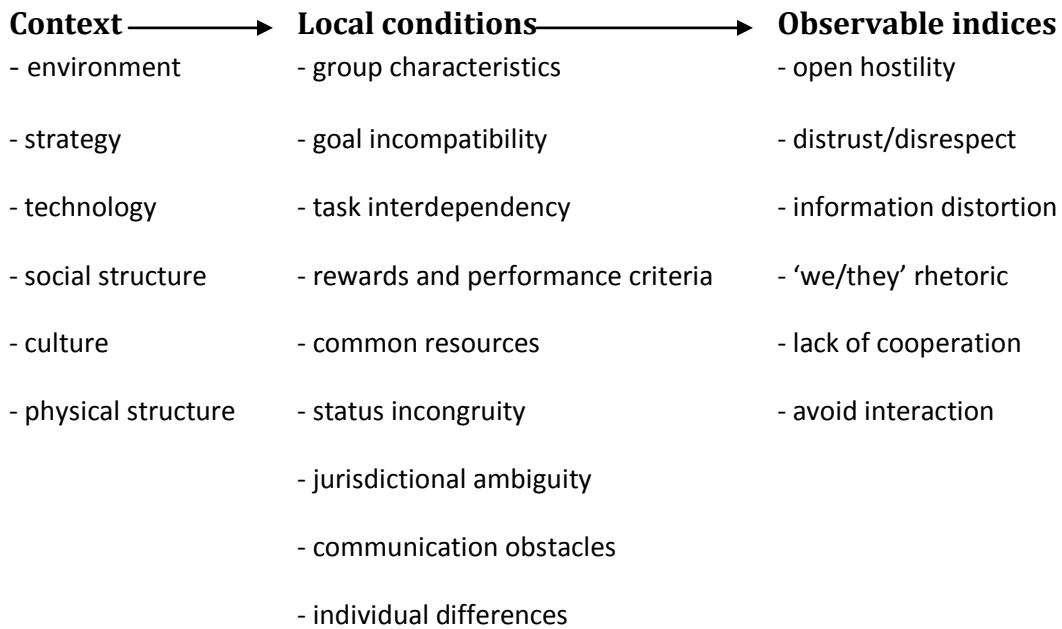 Context Local conditions Observable indices
- environment - group characteristics - open hostility
- strategy - goal incompatibility - distrust/disrespect
- technology - task interdependency - information distortion
- social structure - rewards and performance criteria - ‘we/they’ rhetoric
- culture - common resources - lack of cooperation
- physical structure - status incongruity - avoid interaction
- jurisdictional ambiguity
- communication obstacles
- individual differences